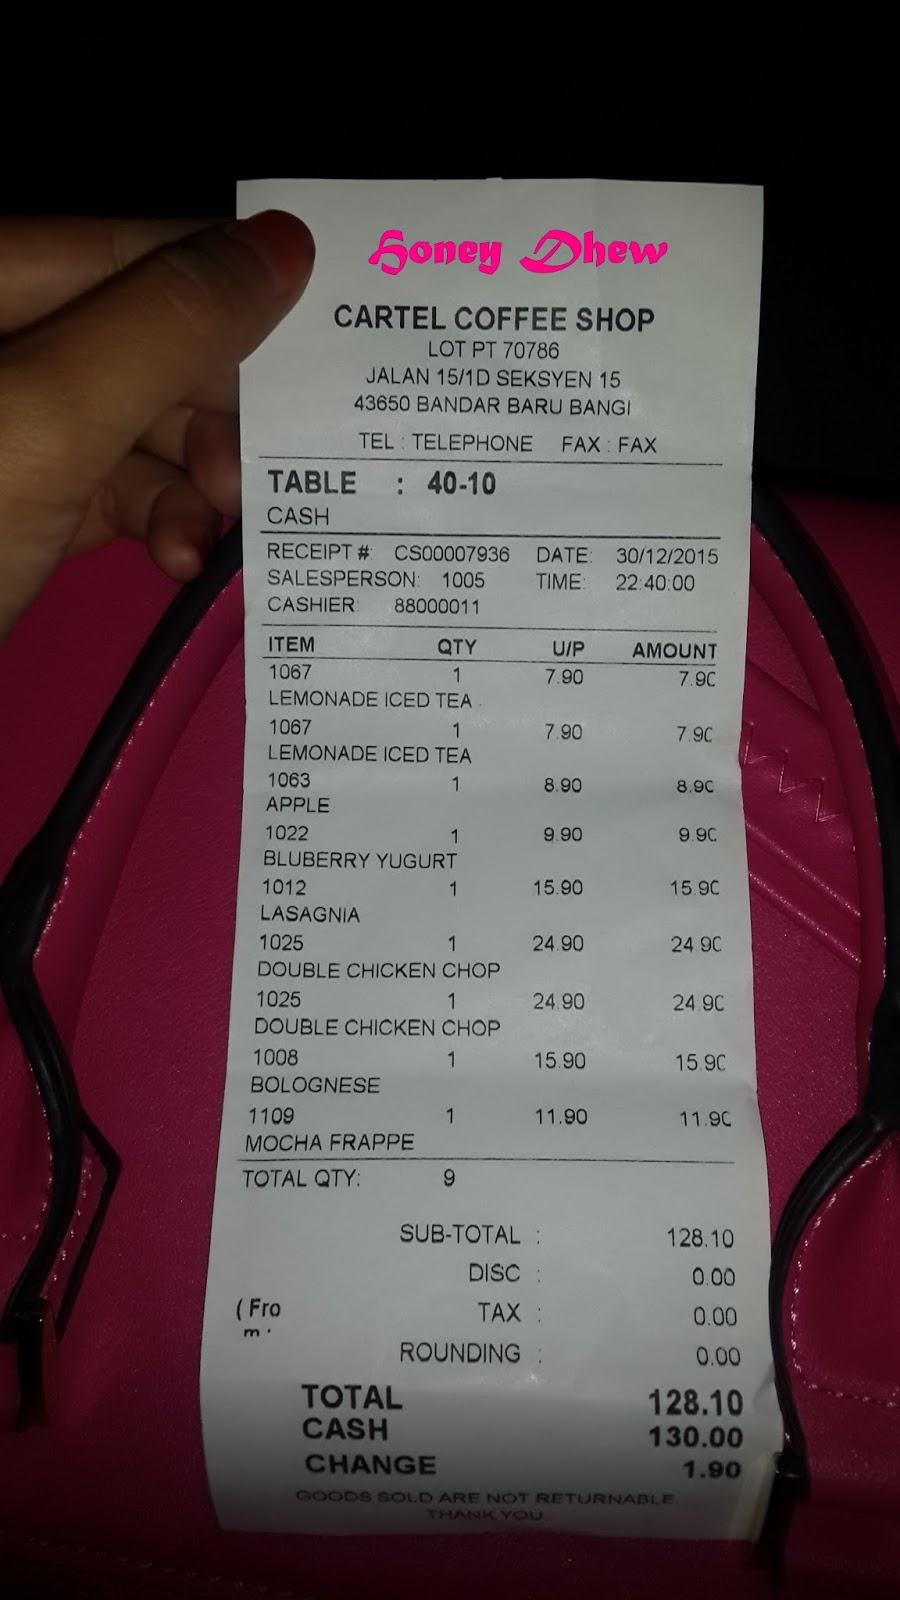 Honey Dhew
CARTEL COFFEE SHOP
LOT PT 70786
JALAN 15/1D SEKSYEN 15
43650 BANDAR BARU BANGI
TEL : TELEPHONE FAX : FAX
TABLE : 40-10
CASH
RECEIPT #: CS00007936 DATE: 30/12/2015
SALESPERSON: 1005 TIME: 22:40:00
CASHIER: 88000011
ITEM QTY U/P AMOUNT
1067 1 7.90 7.90
LEMONADE ICED TEA
1067 1 7.90 7.90
LEMONADE ICED TEA
1063 1 8.90 8.90
APPLE
1022 1 9.90 9.90
BLUBERRY YUGURT
1012 1 15.90 15.90
LASAGNIA
1025 1 24.90 24.90
DOUBLE CHICKEN CHOP
1025 1 24.90 24.90
DOUBLE CHICKEN CHOP
1008 1 15.90 15.90
BOLOGNESE
1109 1 11.90 11.90
MOCHA FRAPPE
TOTAL QTY: 9
SUB-TOTAL : 128.10
DISC : 0.00
( Fro TAX : 0.00
m :
ROUNDING : 0.00
TOTAL 128.10
CASH 130.00
CHANGE 1.90
GOODS SOLD ARE NOT RETURNABLE.
THANK YOU